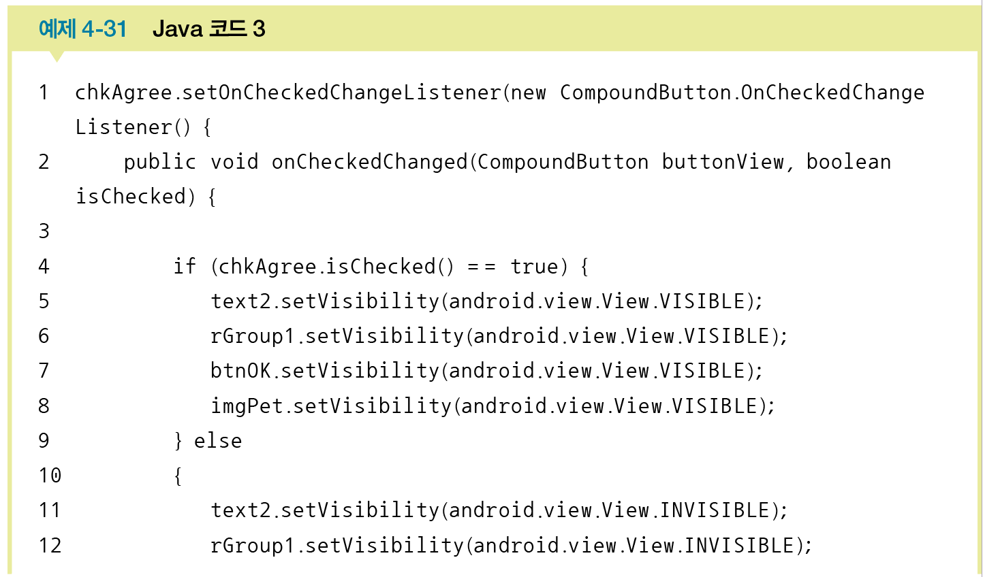 예제 4-31 Java 코드 3
1 chkAgree.setOnCheckedChangeListener(new CompoundButton.OnCheckedChange
Listener() {
2 public void onCheckedChanged(CompoundButton buttonView, boolean
isChecked) {
3
4 if (chkAgree.isChecked() == true) {
5 text2.setVisibility(android.view.View.VISIBLE);
6 rGroup1.setVisibility(android.view.View.VISIBLE);
7 btnOK.setVisibility(android.view.View.VISIBLE);
8 imgPet.setVisibility(android.view.View.VISIBLE);
9 } else
10 {
11 text2.setVisibility(android.view.View.INVISIBLE);
12 rGroup1.setVisibility(android.view.View.INVISIBLE);